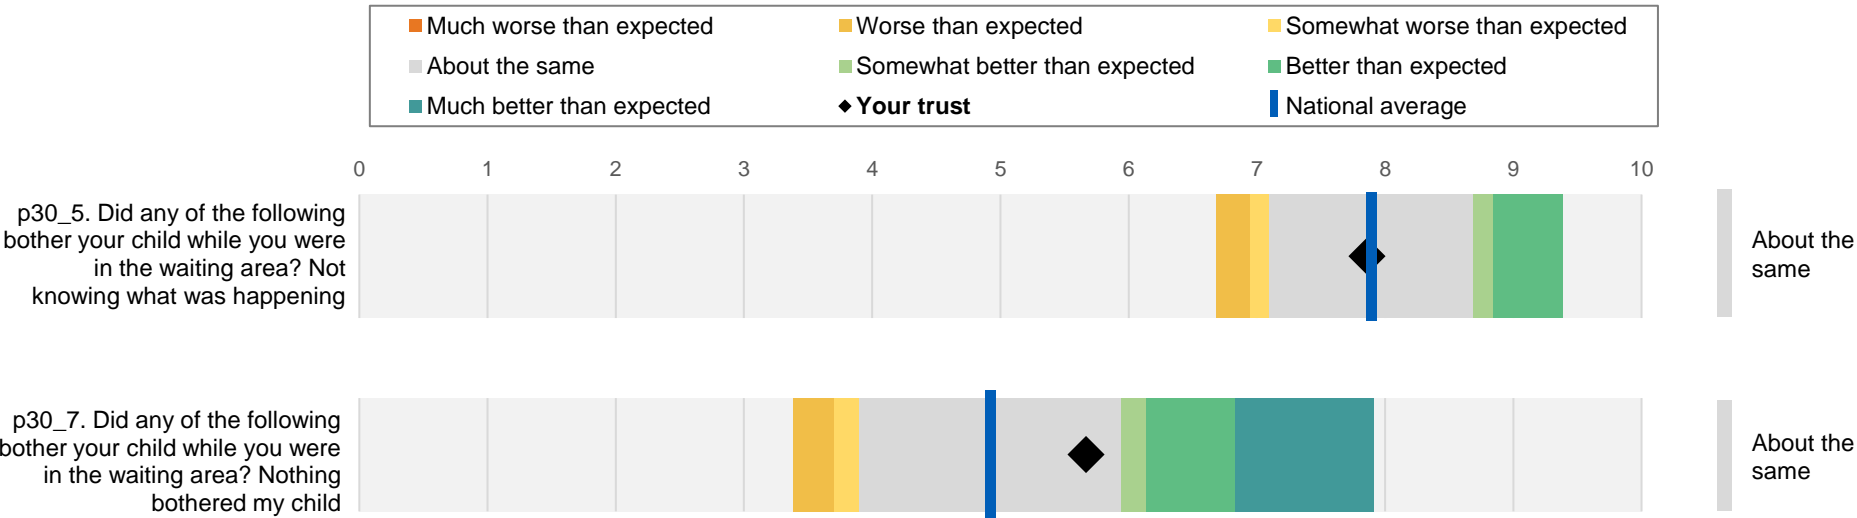 Much worse than expected
Worse than expected
Somewhat worse than expected
About the same
Somewhat better than expected
Better than expected
Much better than expected
Your trust
National average
0 1 2 3 4 5 6 7 8 9 10
p30_5. Did any of the following
bother your child while you were
in the waiting area? Not
knowing what was happening
About the
same
p30_7. Did any of the following
bother your child while you were
in the waiting area? Nothing
bothered my child
About the
same